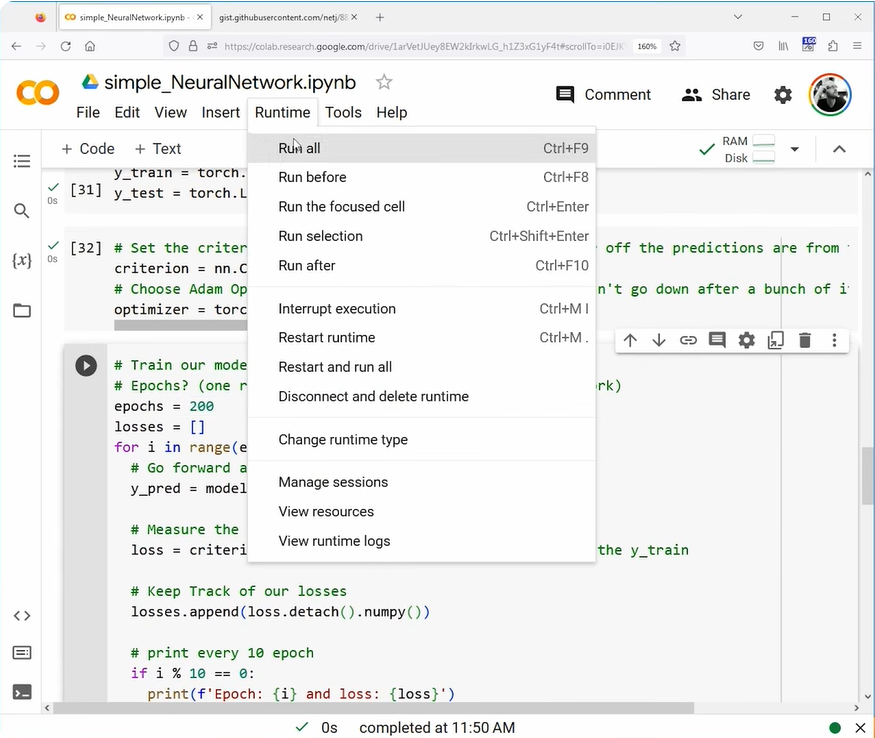 simple_NeuralNetwork.ipynb -
gist.githubusercontent.com/netj/88
https://colab.research.google.com/drive/
160%
simple_NeuralNetwork.ipynb
Comment
Share
File Edit View Insert Runtime Tools Help
+ Code + Text
RAM
Disk
Run all Ctrl+F9
Run before Ctrl+F8
Run the focused cell Ctrl+Enter
Run selection Ctrl+Shift+Enter
Run after Ctrl+F10
Interrupt execution Ctrl+M I
Restart runtime Ctrl+M .
Restart and run all
Disconnect and delete runtime
Change runtime type
Manage sessions
View resources
View runtime logs
0s
[31]
y_train = torch.
y_test = torch.L
0s
[32]
# Set the criter
off the predictions are from
criterion = nn.C
# Choose Adam Op
n't go down after a bunch of i
optimizer = torc
# Train our mode
# Epochs? (one r
rk)
epochs = 200
losses = []
for i in range(e
# Go forward a
y_pred = model
# Measure the
loss = criteri
the y_train
# Keep Track of our losses
losses.append(loss.detach().numpy())
# print every 10 epoch
if i % 10 == 0:
print(f'Epoch: {i} and loss: {loss}')
{x}
0s completed at 11:50 AM